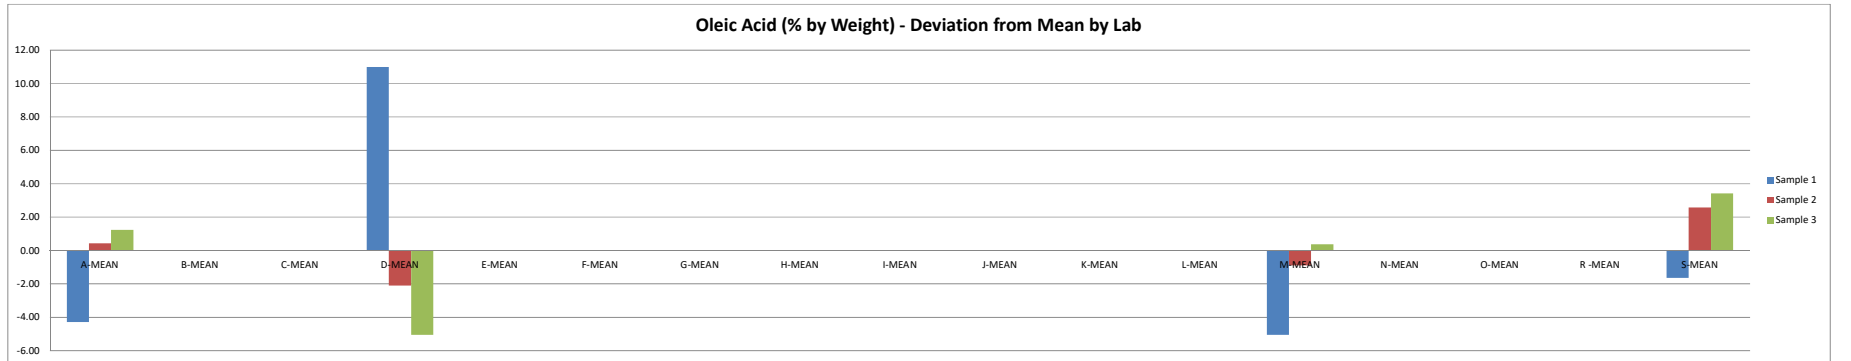 Oleic Acid (% by Weight) - Deviation from Mean by Lab
12.00
10.00
8.00
6.00
4.00
2.00
0.00
-2.00
-4.00
-6.00
A-MEAN B-MEAN C-MEAN D-MEAN E-MEAN F-MEAN G-MEAN H-MEAN I-MEAN J-MEAN K-MEAN L-MEAN M-MEAN N-MEAN O-MEAN R -MEAN S-MEAN
Sample 1
Sample 2
Sample 3